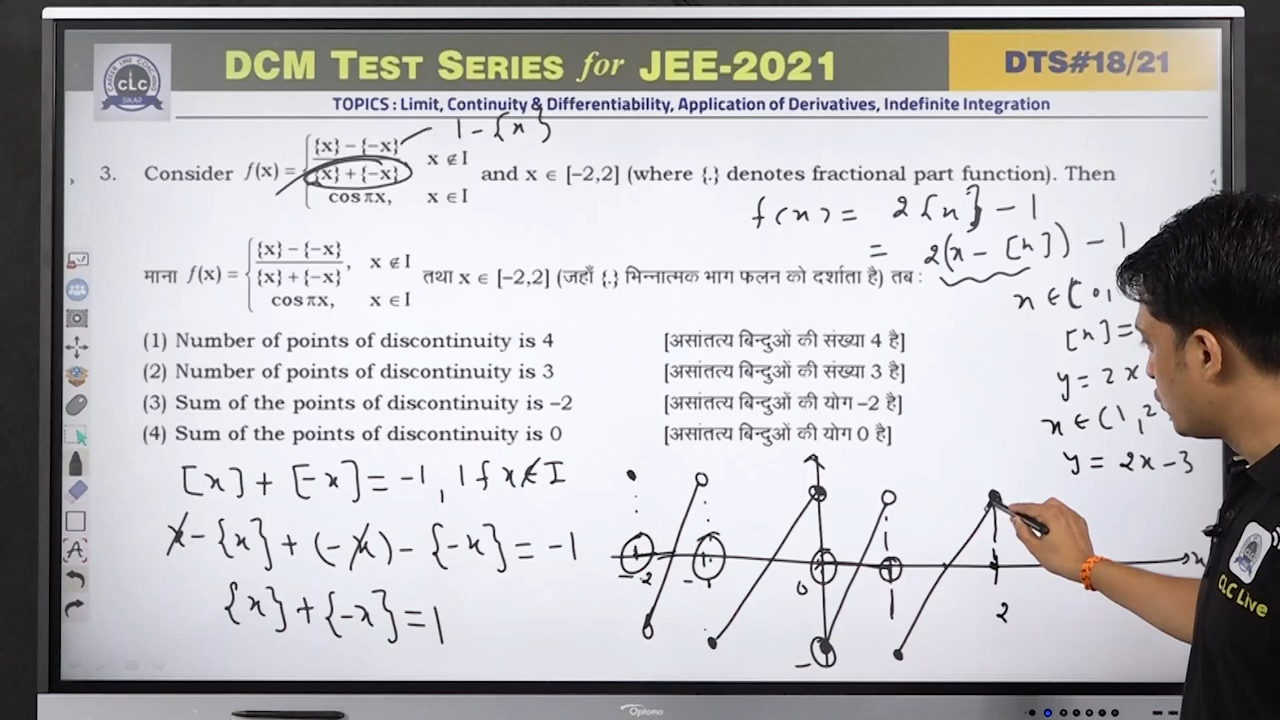 DCM TEST SERIES for JEE-2021
DTS#18/21
CLC
SIKAR
TOPICS : Limit, Continuity & Differentiability, Application of Derivatives, Indefinite Integration
1 - {x}
3. Consider f(x) = { ({x} – {–x})/({x} + {–x}), x ∉ I; cos πx, x ∈ I and x ∈ [–2,2] (where {.} denotes fractional part function). Then
f(x) = 2{x} - 1
= 2(x - [x]) - 1
माना f(x) = { ({x} – {–x})/({x} + {–x}), x ∉ I; cos πx, x ∈ I तथा x ∈ [–2,2] (जहाँ {.} भिन्नात्मक भाग फलन को दर्शाता है) तब :
x ∈ (0,
[x] =
(1) Number of points of discontinuity is 4 [असांतत्य बिन्दुओं की संख्या 4 है]
(2) Number of points of discontinuity is 3 [असांतत्य बिन्दुओं की संख्या 3 है]
y = 2x
(3) Sum of the points of discontinuity is –2 [असांतत्य बिन्दुओं की योग –2 है]
x ∈ (1, 2
(4) Sum of the points of discontinuity is 0 [असांतत्य बिन्दुओं की योग 0 है]
y = 2x - 3
[x] + [-x] = -1, if x ∉ I
x - {x} + (-x) - {-x} = -1
{x} + {-x} = 1
-2
0
1
2
x
CLC Live
Optoma